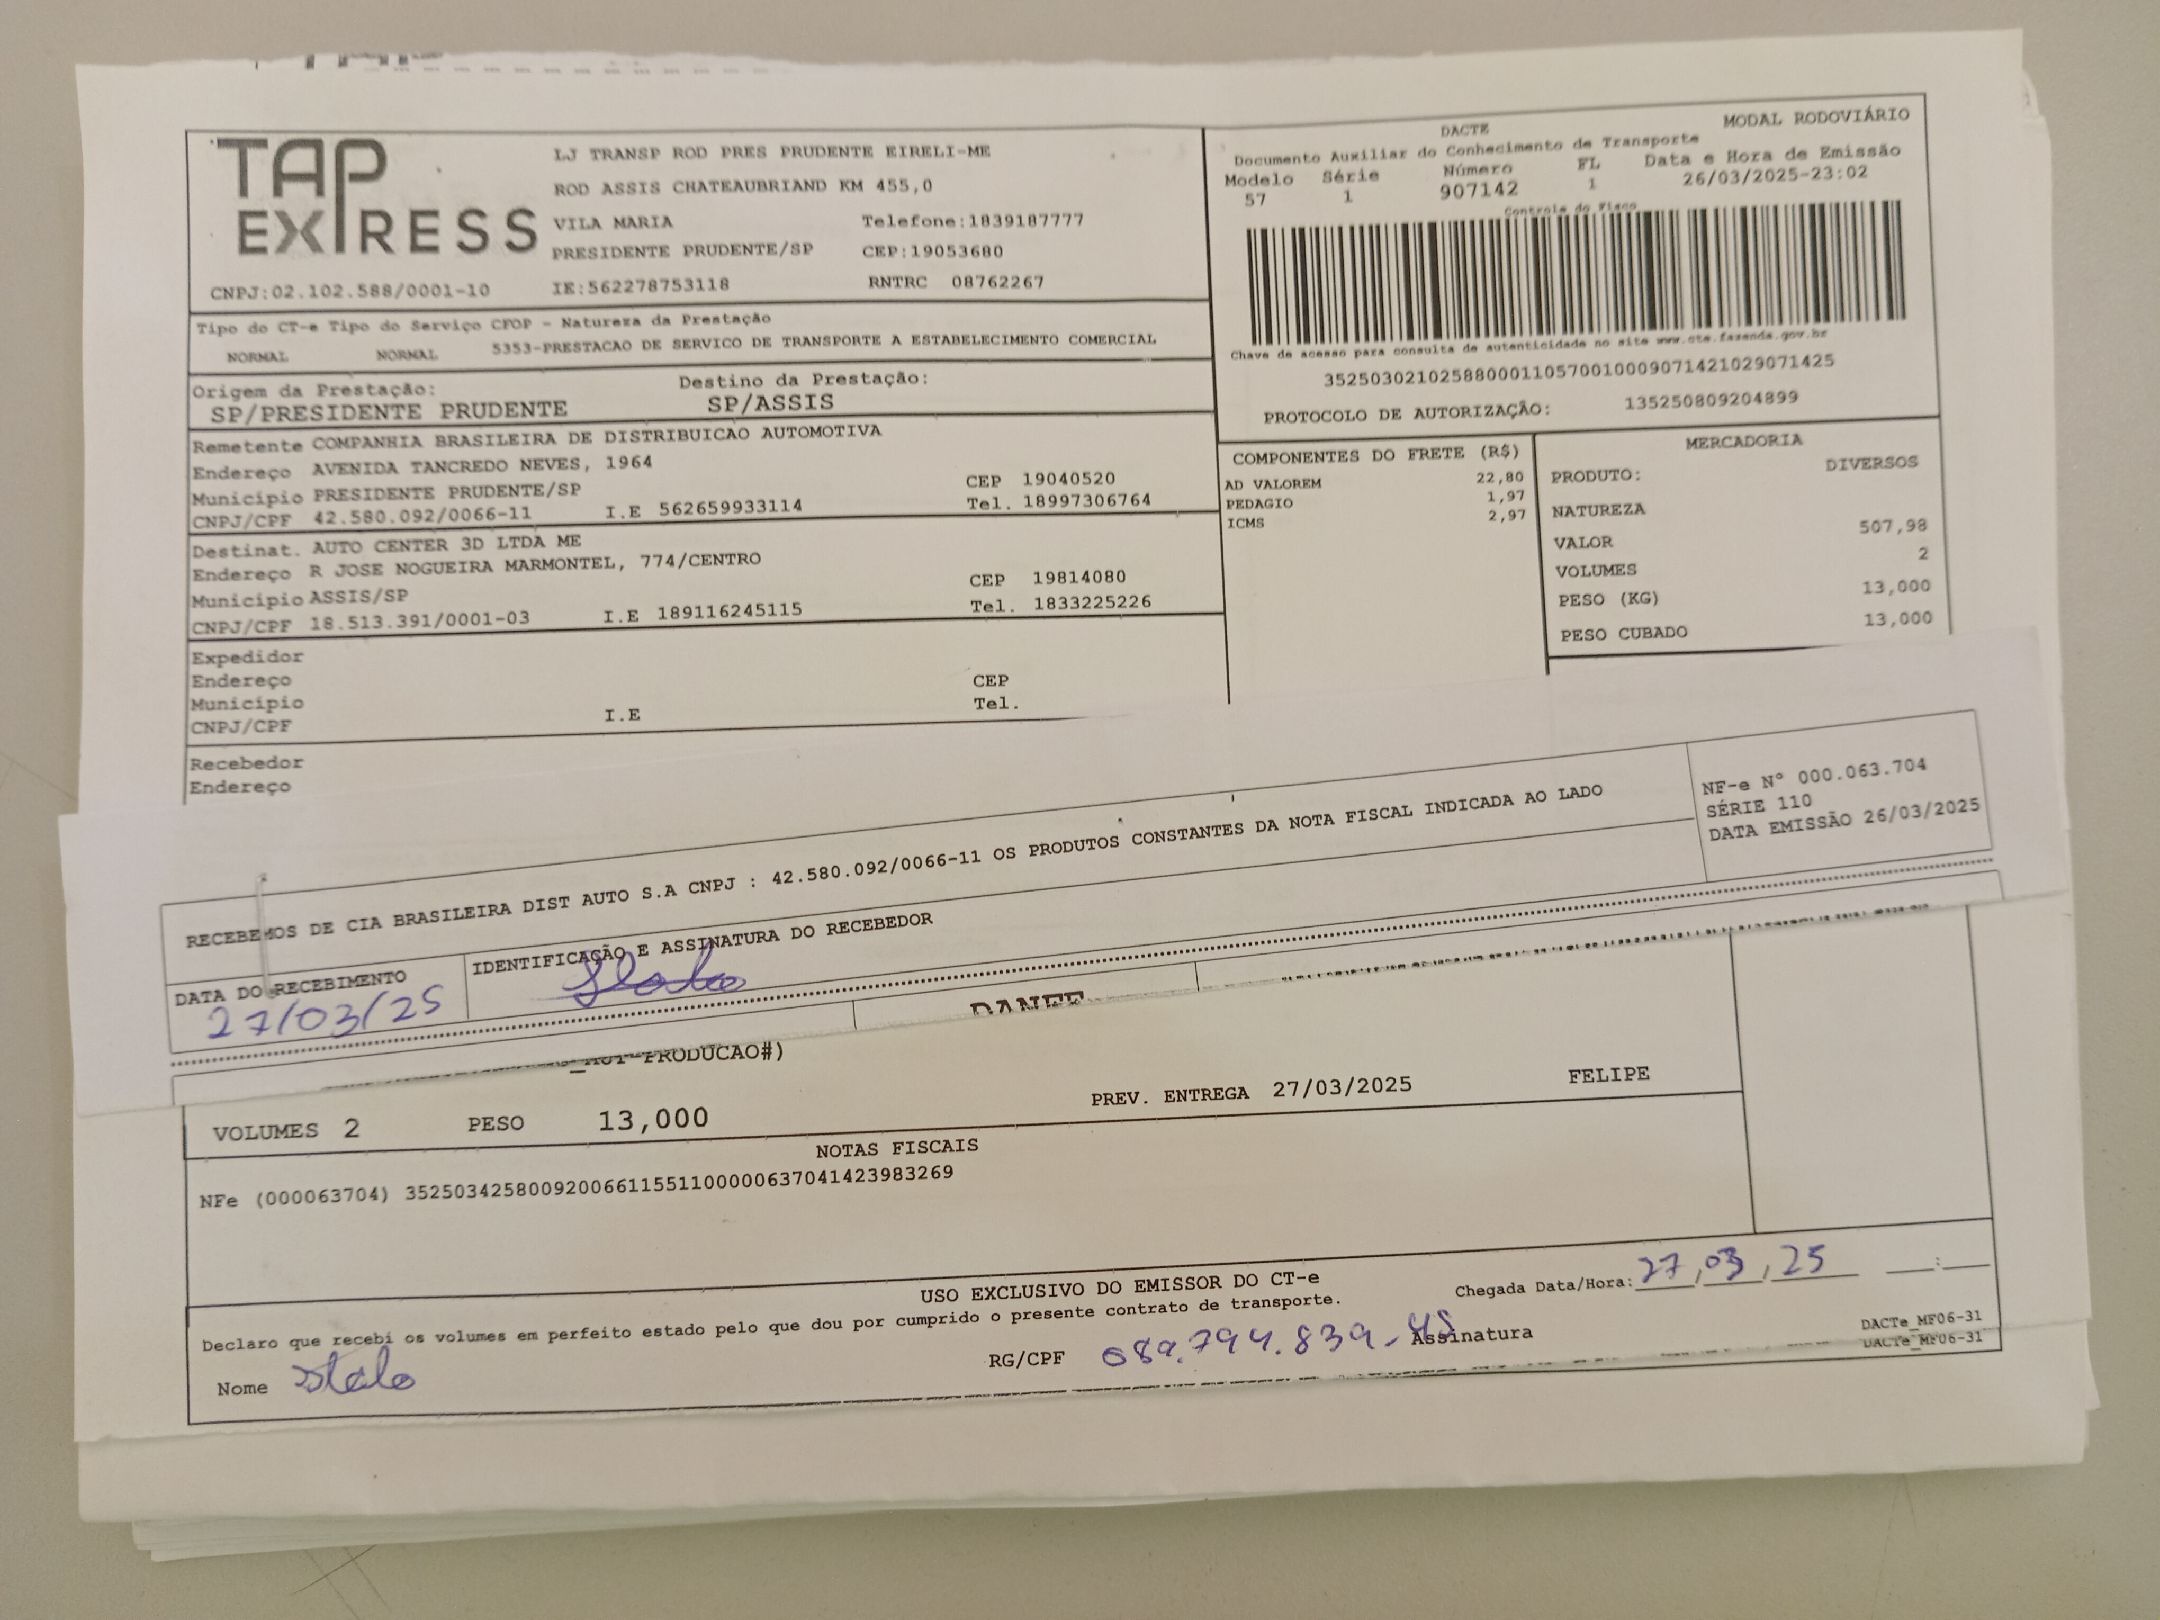 TAP
EXPRESS
LJ TRANSP ROD PRES PRUDENTE EIRELI-ME
ROD ASSIS CHATEAUBRIAND KM 455,0
VILA MARIA Telefone:1839187777
PRESIDENTE PRUDENTE/SP CEP:19053680
CNPJ:02.102.588/0001-10 IE:562278753118 RNTRC 08762267
DACTE MODAL RODOVIÁRIO
Documento Auxiliar do Conhecimento de Transporte
Modelo Série Número FL Data e Hora de Emissão
57 1 907142 1 26/03/2025-23:02
Controle do Fisco
Chave de acesso para consulta de autenticidade no site www.cte.fazenda.gov.br
35250302102588000110570010009071421029071425
PROTOCOLO DE AUTORIZAÇÃO: 135250809204899
Tipo do CT-e Tipo do Serviço CFOP - Natureza da Prestação
NORMAL NORMAL 5353-PRESTACAO DE SERVICO DE TRANSPORTE A ESTABELECIMENTO COMERCIAL
Origem da Prestação: Destino da Prestação:
SP/PRESIDENTE PRUDENTE SP/ASSIS
Remetente COMPANHIA BRASILEIRA DE DISTRIBUICAO AUTOMOTIVA
Endereço AVENIDA TANCREDO NEVES, 1964
Município PRESIDENTE PRUDENTE/SP CEP 19040520
CNPJ/CPF 42.580.092/0066-11 I.E 562659933114 Tel. 18997306764
Destinat. AUTO CENTER 3D LTDA ME
Endereço R JOSE NOGUEIRA MARMONTEL, 774/CENTRO
Município ASSIS/SP CEP 19814080
CNPJ/CPF 18.513.391/0001-03 I.E 189116245115 Tel. 1833225226
Expedidor
Endereço
Município CEP
CNPJ/CPF I.E Tel.
Recebedor
Endereço
COMPONENTES DO FRETE (R$)
AD VALOREM 22,80
PEDAGIO 1,97
ICMS 2,97
MERCADORIA
PRODUTO: DIVERSOS
NATUREZA
VALOR 507,98
VOLUMES 2
PESO (KG) 13,000
PESO CUBADO 13,000
RECEBEMOS DE CIA BRASILEIRA DIST AUTO S.A CNPJ : 42.580.092/0066-11 OS PRODUTOS CONSTANTES DA NOTA FISCAL INDICADA AO LADO
NF-e N° 000.063.704
SÉRIE 110
DATA EMISSÃO 26/03/2025
DATA DO RECEBIMENTO IDENTIFICAÇÃO E ASSINATURA DO RECEBEDOR
27/03/25
DANFE
PRODUCAO#)
VOLUMES 2 PESO 13,000 PREV. ENTREGA 27/03/2025 FELIPE
NOTAS FISCAIS
NFe (000063704) 35250342580092006611551100000637041423983269
USO EXCLUSIVO DO EMISSOR DO CT-e
Declaro que recebi os volumes em perfeito estado pelo que dou por cumprido o presente contrato de transporte.
Chegada Data/Hora: 27/03/25 __:__
Nome RG/CPF 089.794.839-45 Assinatura
DACTe_MF06-31
DACTe_MF06-31